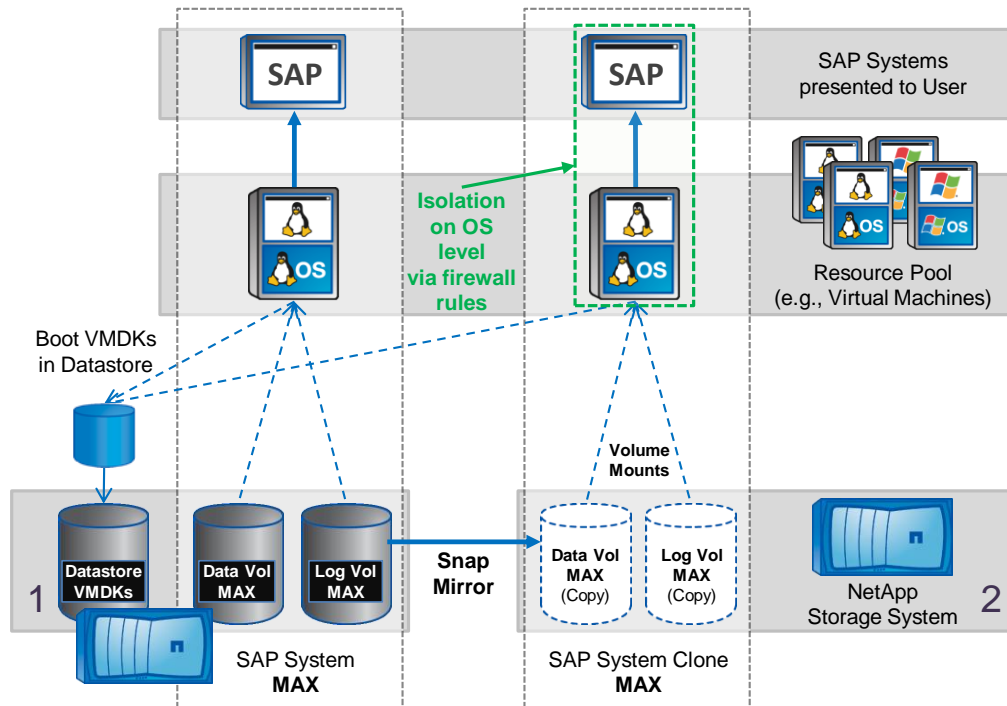 SAP
SAP
SAP Systems
presented to User
Isolation
on OS
level
via firewall
rules
OS
OS
OS
OS
Resource Pool
(e.g., Virtual Machines)
Boot VMDKs
in Datastore
Volume
Mounts
1
Datastore
VMDKs
Data Vol
MAX
Log Vol
MAX
Snap
Mirror
Data Vol
MAX
(Copy)
Log Vol
MAX
(Copy)
NetApp
Storage System
2
SAP System
MAX
SAP System Clone
MAX